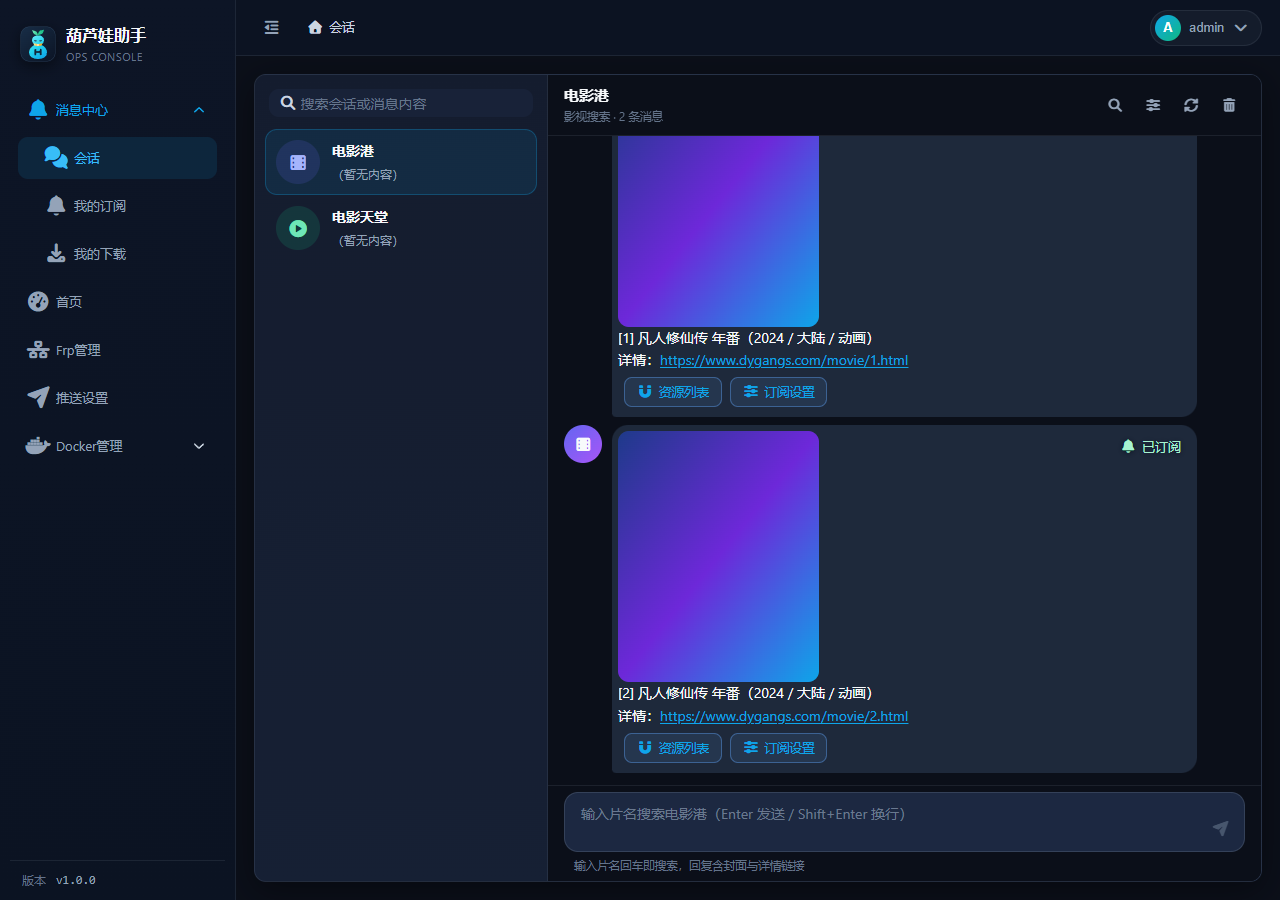 葫芦娃助手
OPS CONSOLE
消息中心
会话
我的订阅
我的下载
首页
Frp管理
推送设置
Docker管理
版本 v1.0.0
会话
A admin
搜索会话或消息内容
电影港
(暂无内容)
电影天堂
(暂无内容)
电影港
影视搜索 · 2 条消息
[1] 凡人修仙传 年番（2024 / 大陆 / 动画）
详情：https://www.dygangs.com/movie/1.html
资源列表 订阅设置
已订阅
[2] 凡人修仙传 年番（2024 / 大陆 / 动画）
详情：https://www.dygangs.com/movie/2.html
资源列表 订阅设置
输入片名搜索电影港（Enter 发送 / Shift+Enter 换行）
输入片名回车即搜索，回复含封面与详情链接